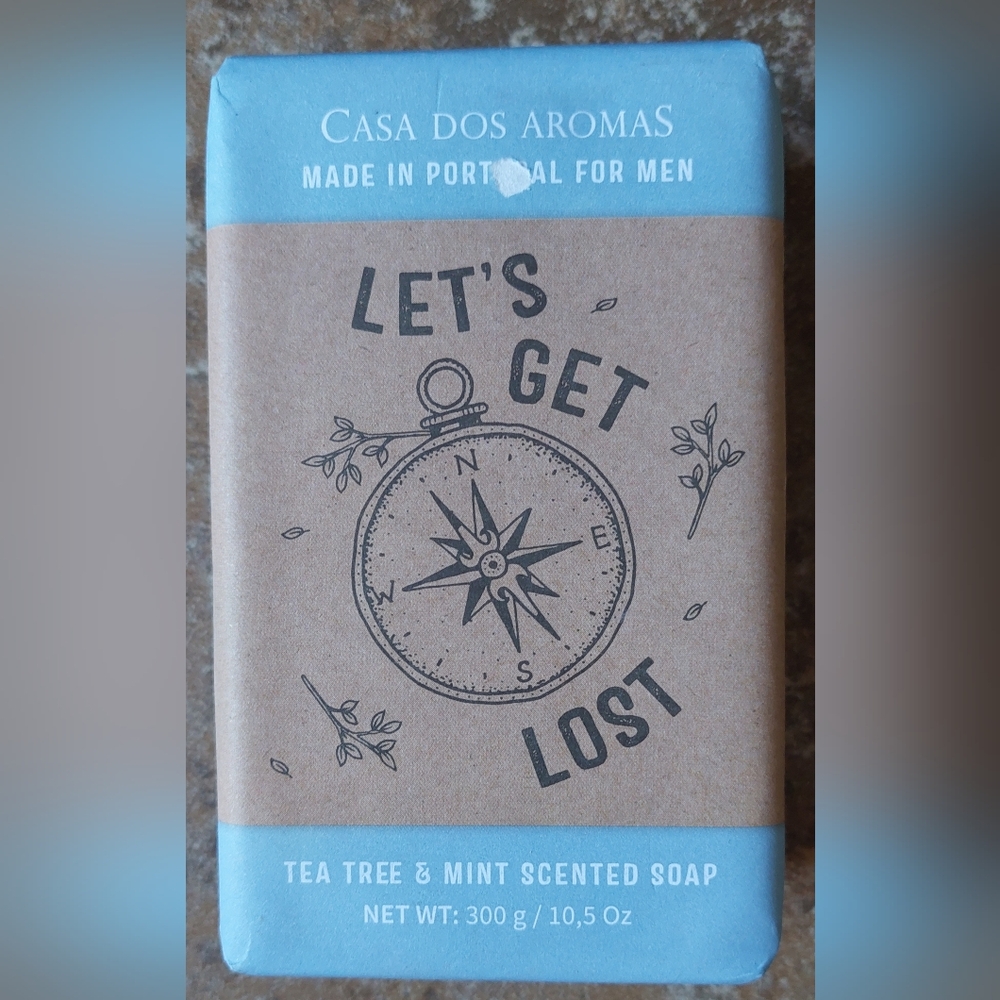 CASA DOS AROMAS
MADE IN PORTUGAL FOR MEN
LET'S
GET
N
E
W
S
LOST
TEA TREE & MINT SCENTED SOAP
NET WT: 300 g / 10,5 Oz